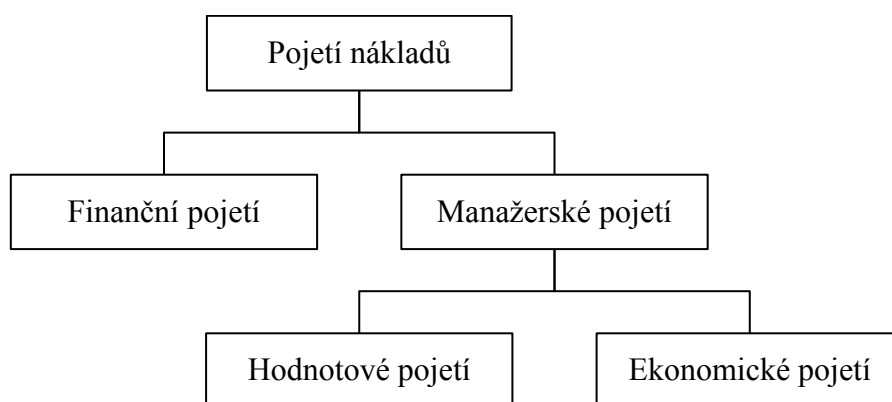 Pojetí nákladů
Finanční pojetí
Manažerské pojetí
Hodnotové pojetí
Ekonomické pojetí